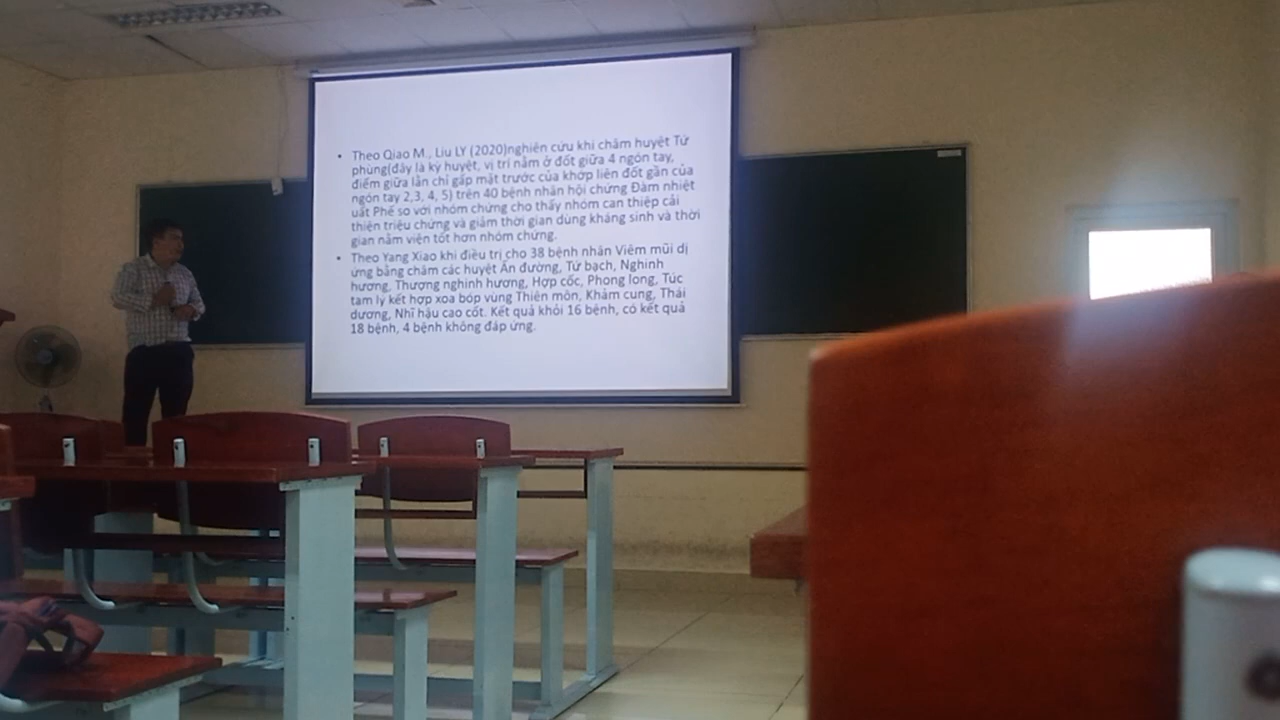 • Theo Qiao M., Liu LY (2020)nghiên cứu khi châm huyệt Tứ
phùng(đây là kỳ huyệt, vị trí nằm ở đốt giữa 4 ngón tay,
điểm giữa lằn chỉ gấp mặt trước của khớp liên đốt gần của
ngón tay 2,3, 4, 5) trên 40 bệnh nhân hội chứng Đàm nhiệt
uất Phế so với nhóm chứng cho thấy nhóm can thiệp cải
thiện triệu chứng và giảm thời gian dùng kháng sinh và thời
gian nằm viện tốt hơn nhóm chứng.
• Theo Yang Xiao khi điều trị cho 38 bệnh nhân Viêm mũi dị
ứng bằng châm các huyệt Ấn đường, Tứ bạch, Nghinh
hương, Thượng nghinh hương, Hợp cốc, Phong long, Túc
tam lý kết hợp xoa bóp vùng Thiên môn, Khảm cung, Thái
dương, Nhĩ hậu cao cốt. Kết quả khỏi 16 bệnh, có kết quả
18 bệnh, 4 bệnh không đáp ứng.